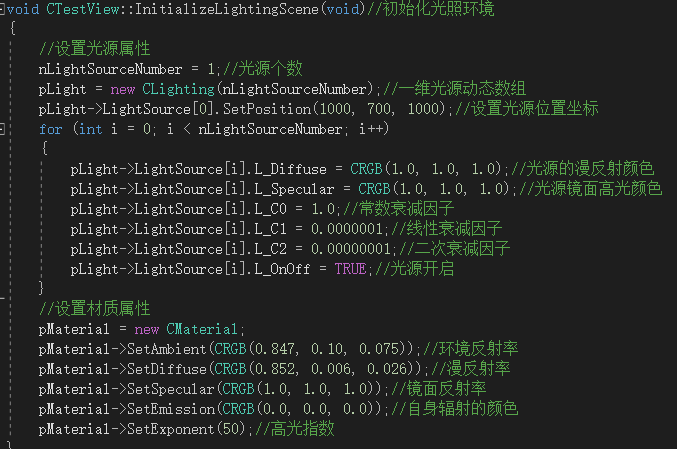 void CTestView::InitializeLightingScene(void)//初始化光照环境
{
//设置光源属性
nLightSourceNumber = 1;//光源个数
pLight = new CLighting(nLightSourceNumber);//一维光源动态数组
pLight->LightSource[0].SetPosition(1000, 700, 1000);//设置光源位置坐标
for (int i = 0; i < nLightSourceNumber; i++)
{
pLight->LightSource[i].L_Diffuse = CRGB(1.0, 1.0, 1.0);//光源的漫反射颜色
pLight->LightSource[i].L_Specular = CRGB(1.0, 1.0, 1.0);//光源镜面高光颜色
pLight->LightSource[i].L_C0 = 1.0;//常数衰减因子
pLight->LightSource[i].L_C1 = 0.0000001;//线性衰减因子
pLight->LightSource[i].L_C2 = 0.00000001;//二次衰减因子
pLight->LightSource[i].L_OnOff = TRUE;//光源开启
}
//设置材质属性
pMaterial = new CMaterial;
pMaterial->SetAmbient(CRGB(0.847, 0.10, 0.075));//环境反射率
pMaterial->SetDiffuse(CRGB(0.852, 0.006, 0.026));//漫反射率
pMaterial->SetSpecular(CRGB(1.0, 1.0, 1.0));//镜面反射率
pMaterial->SetEmission(CRGB(0.0, 0.0, 0.0));//自身辐射的颜色
pMaterial->SetExponent(50);//高光指数
}